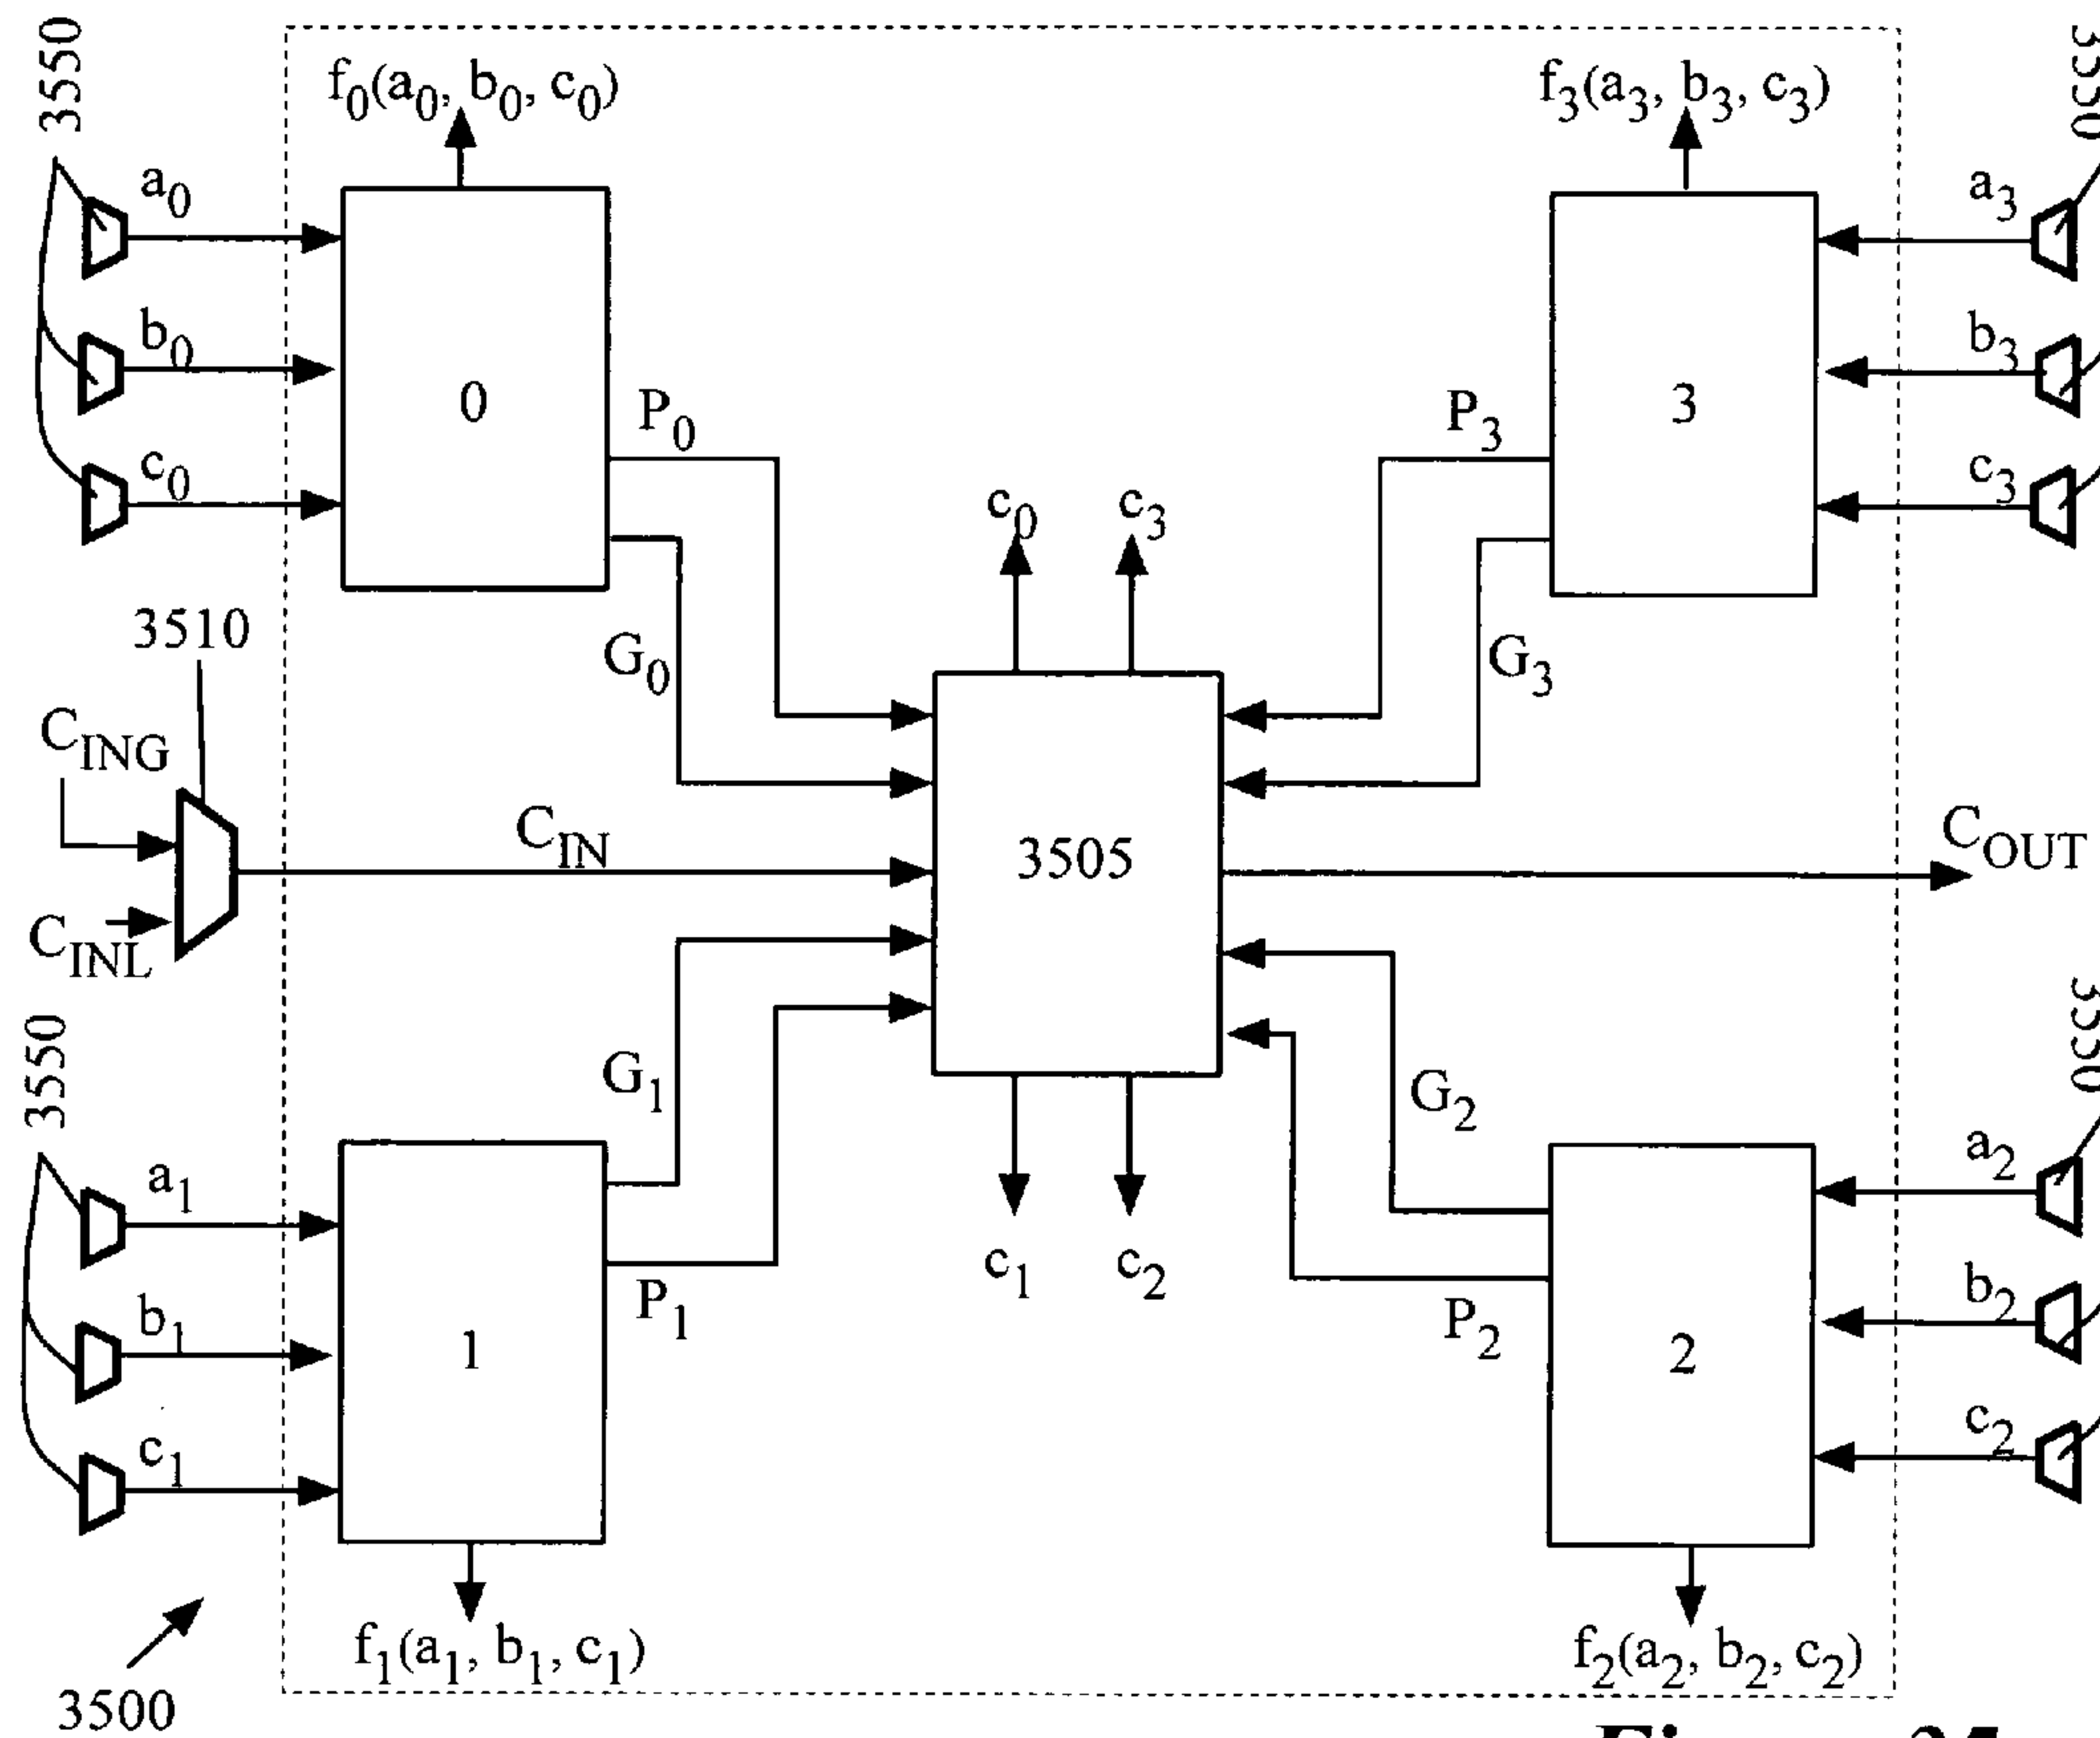 3550
f0(a0, b0, c0)
f3(a3, b3, c3)
3550
a0
b0
c0
0
P0
G0
a3
b3
c3
3
P3
G3
c0
c3
3510
CING
CINL
CIN
3505
COUT
3550
a1
b1
c1
1
G1
P1
c1
c2
G2
P2
3550
a2
b2
c2
2
f1(a1, b1, c1)
f2(a2, b2, c2)
3500